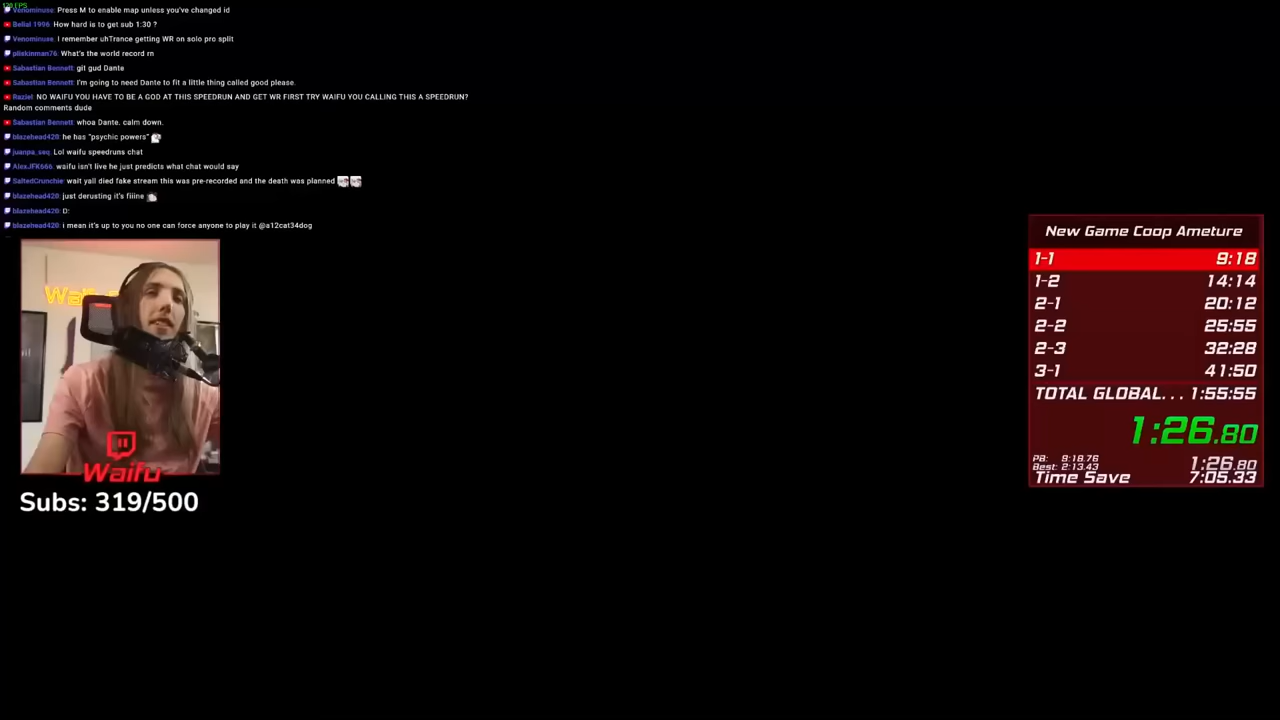 120 FPS
Venominuse: Press M to enable map unless you've changed id
Belial 1996: How hard is to get sub 1:30 ?
Venominuse: I remember uhTrance getting WR on solo pro split
pliskinman76: What's the world record rn
Sabastian Bennett: git gud Dante
Sabastian Bennett: I'm going to need Dante to fit a little thing called good please.
Raziel: NO WAIFU YOU HAVE TO BE A GOD AT THIS SPEEDRUN AND GET WR FIRST TRY WAIFU YOU CALLING THIS A SPEEDRUN?
Random comments dude
Sabastian Bennett: whoa Dante. calm down.
blazehead420: he has "psychic powers"
juanpa_seq: Lol waifu speedruns chat
AlexJFK666: waifu isn't live he just predicts what chat would say
SaltedCrunchie: wait yall died fake stream this was pre-recorded and the death was planned
blazehead420: just derusting it's fiiine
blazehead420: D:
blazehead420: i mean it's up to you no one can force anyone to play it @a12cat34dog
Waifu
Subs: 319/500
New Game Coop Ameture
1-1 9:18
1-2 14:14
2-1 20:12
2-2 25:55
2-3 32:28
3-1 41:50
TOTAL GLOBAL... 1:55:55
1:26.80
PB: 9:18.76
Best: 2:13.43 1:26.80
Time Save 7:05.33